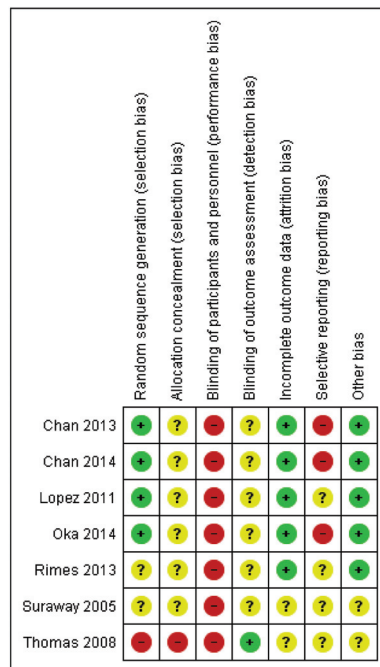 Random sequence generation (selection bias)
Allocation concealment (selection bias)
Blinding of participants and personnel (performance bias)
Blinding of outcome assessment (detection bias)
Incomplete outcome data (attrition bias)
Selective reporting (reporting bias)
Other bias
Chan 2013 + ? - ? + - +
Chan 2014 + ? - ? + - +
Lopez 2011 + ? - ? + ? +
Oka 2014 + ? - ? + - +
Rimes 2013 ? ? - ? + ? +
Suraway 2005 ? ? - ? ? ? ?
Thomas 2008 - - - + ? ? ?